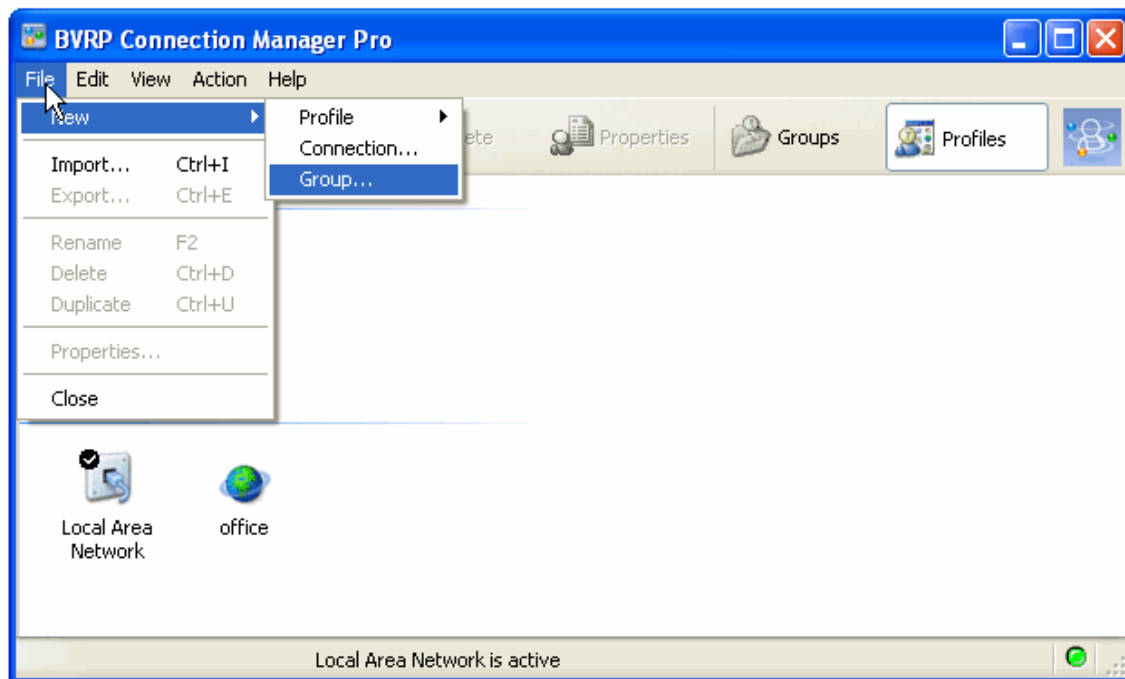 BVRP Connection Manager Pro
File Edit View Action Help
New
Profile
Connection...
Group...
Properties
Groups
Profiles
Import... Ctrl+I
Export... Ctrl+E
Rename F2
Delete Ctrl+D
Duplicate Ctrl+U
Properties...
Close
Local Area
Network
office
Local Area Network is active